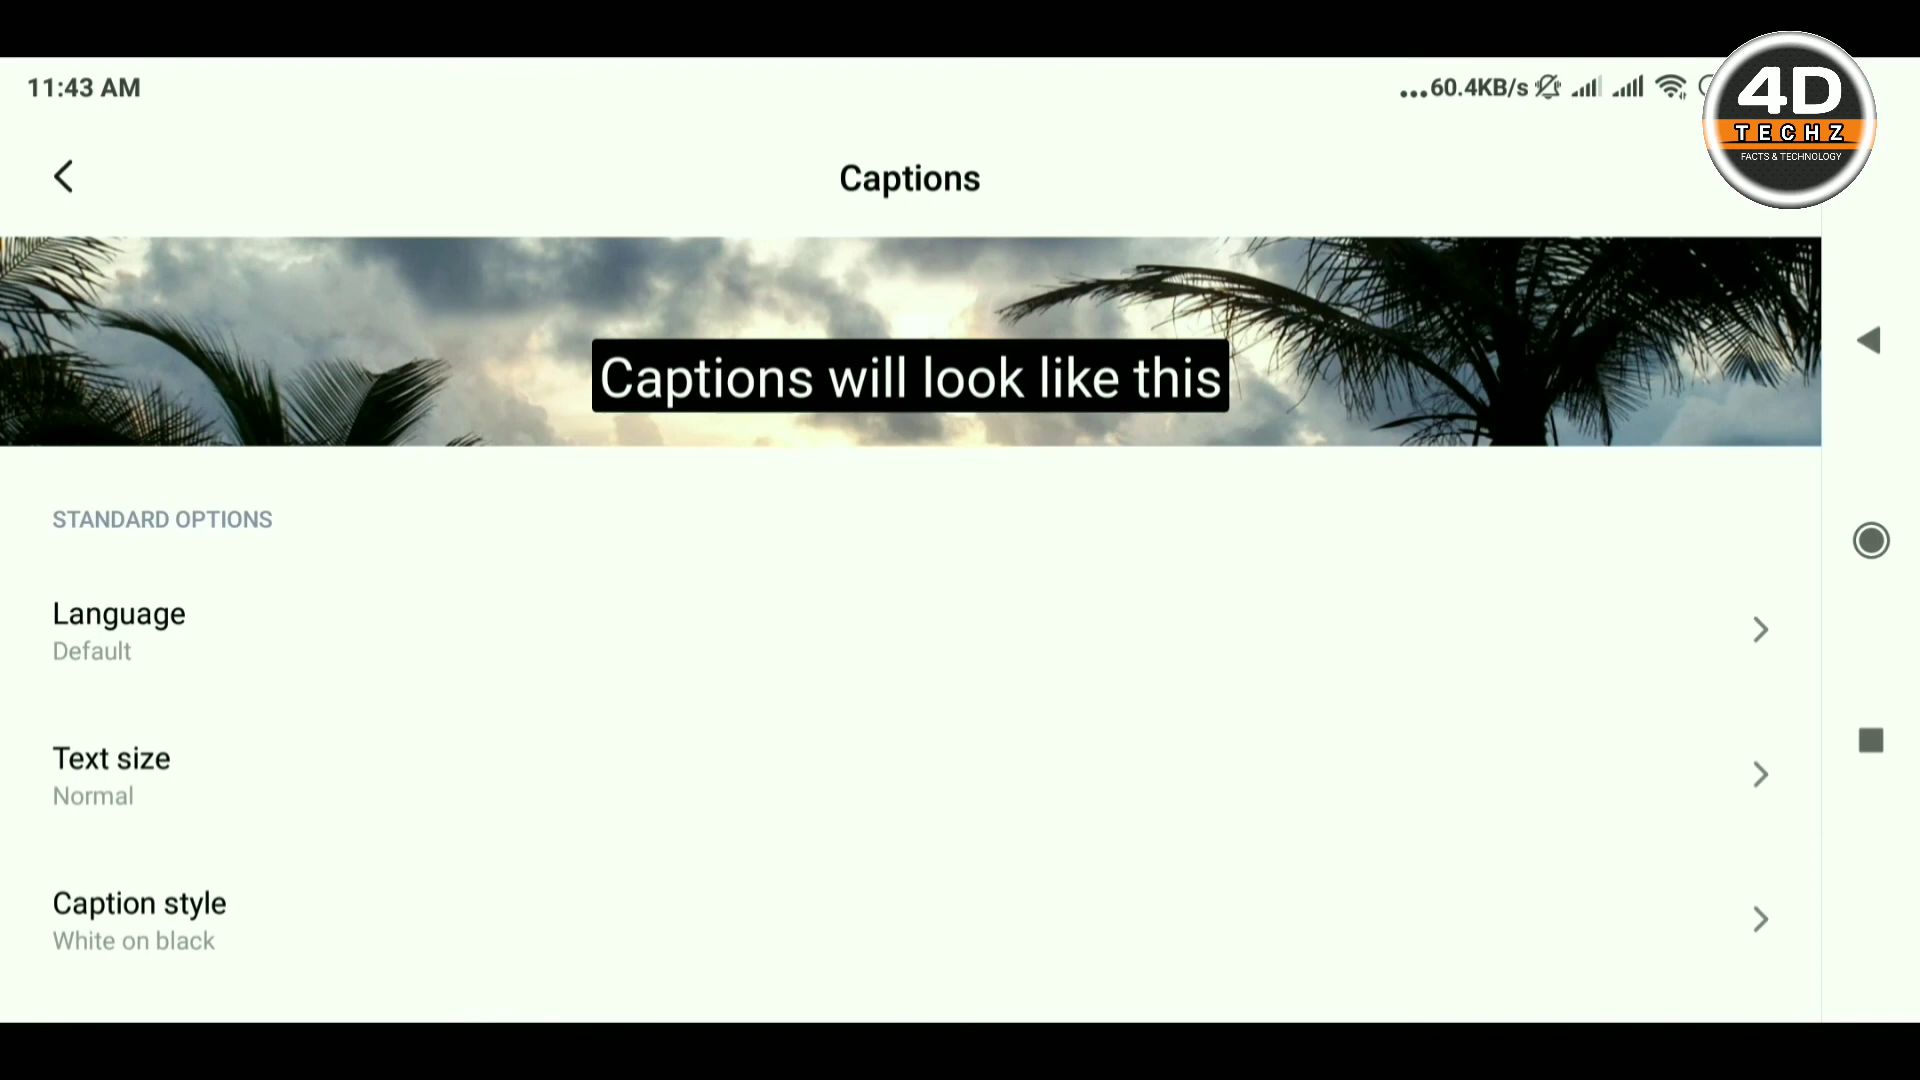 11:43 AM
...60.4KB/s
4D
TECHZ
FACTS & TECHNOLOGY
Captions
Captions will look like this
STANDARD OPTIONS
Language
Default
Text size
Normal
Caption style
White on black